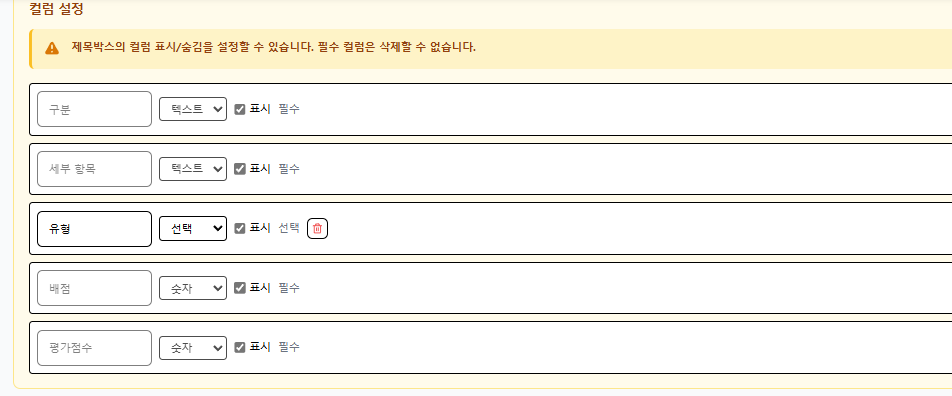 컬럼 설정
제목박스의 컬럼 표시/숨김을 설정할 수 있습니다. 필수 컬럼은 삭제할 수 없습니다.
구분 텍스트 표시 필수
세부 항목 텍스트 표시 필수
유형 선택 표시 선택
배점 숫자 표시 필수
평가점수 숫자 표시 필수